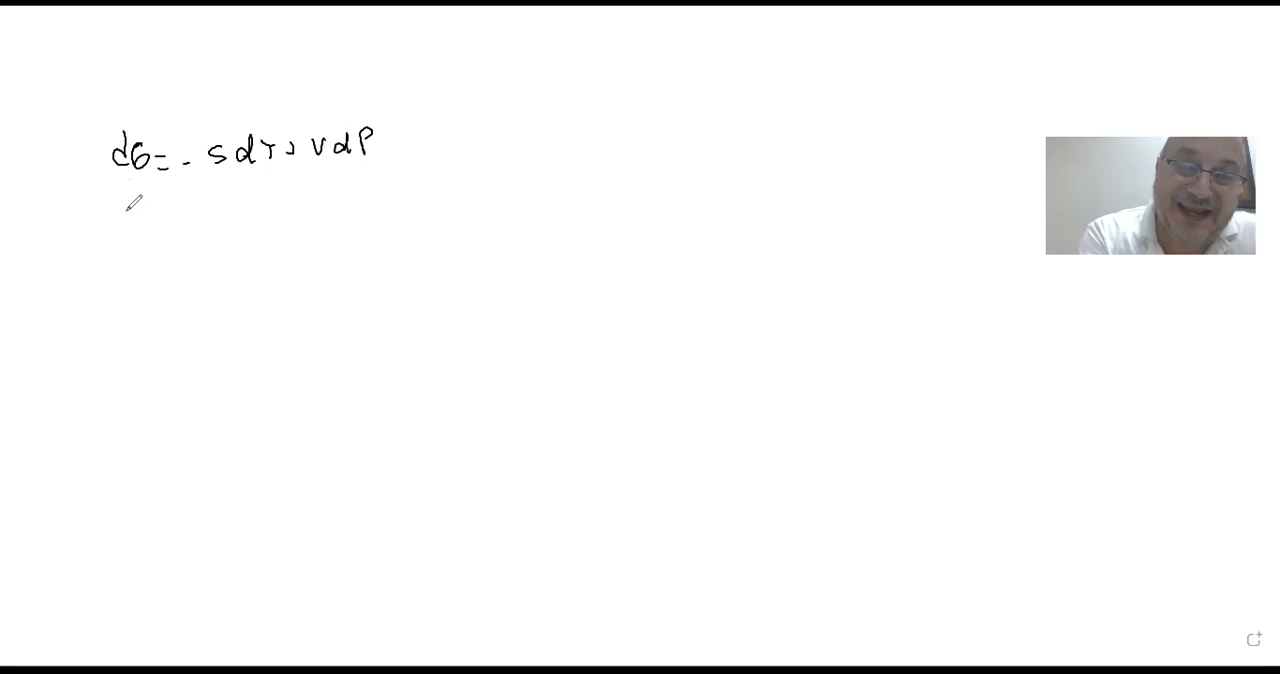 dG = - SdT + VdP